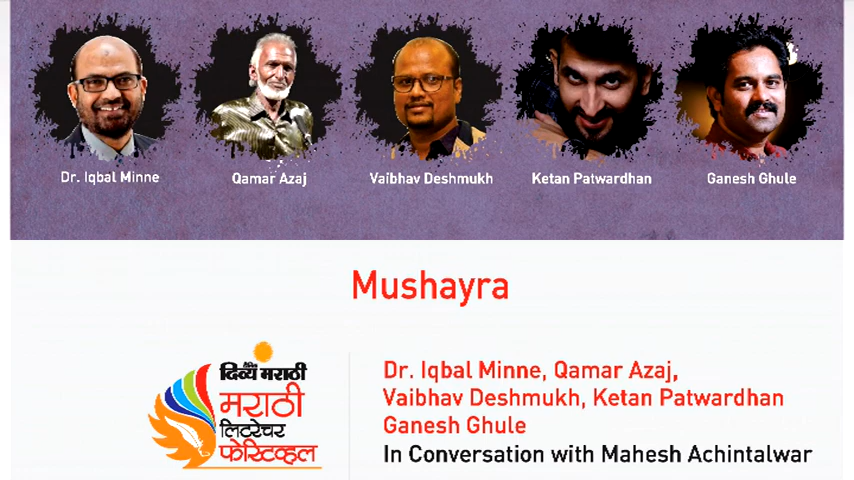 Dr. Iqbal Minne
Qamar Azaj
Vaibhav Deshmukh
Ketan Patwardhan
Ganesh Ghule
Mushayra
दिव्य मराठी
मराठी
लिटरेचर
फेस्टिव्हल
Dr. Iqbal Minne, Qamar Azaj,
Vaibhav Deshmukh, Ketan Patwardhan
Ganesh Ghule
In Conversation with Mahesh Achintalwar